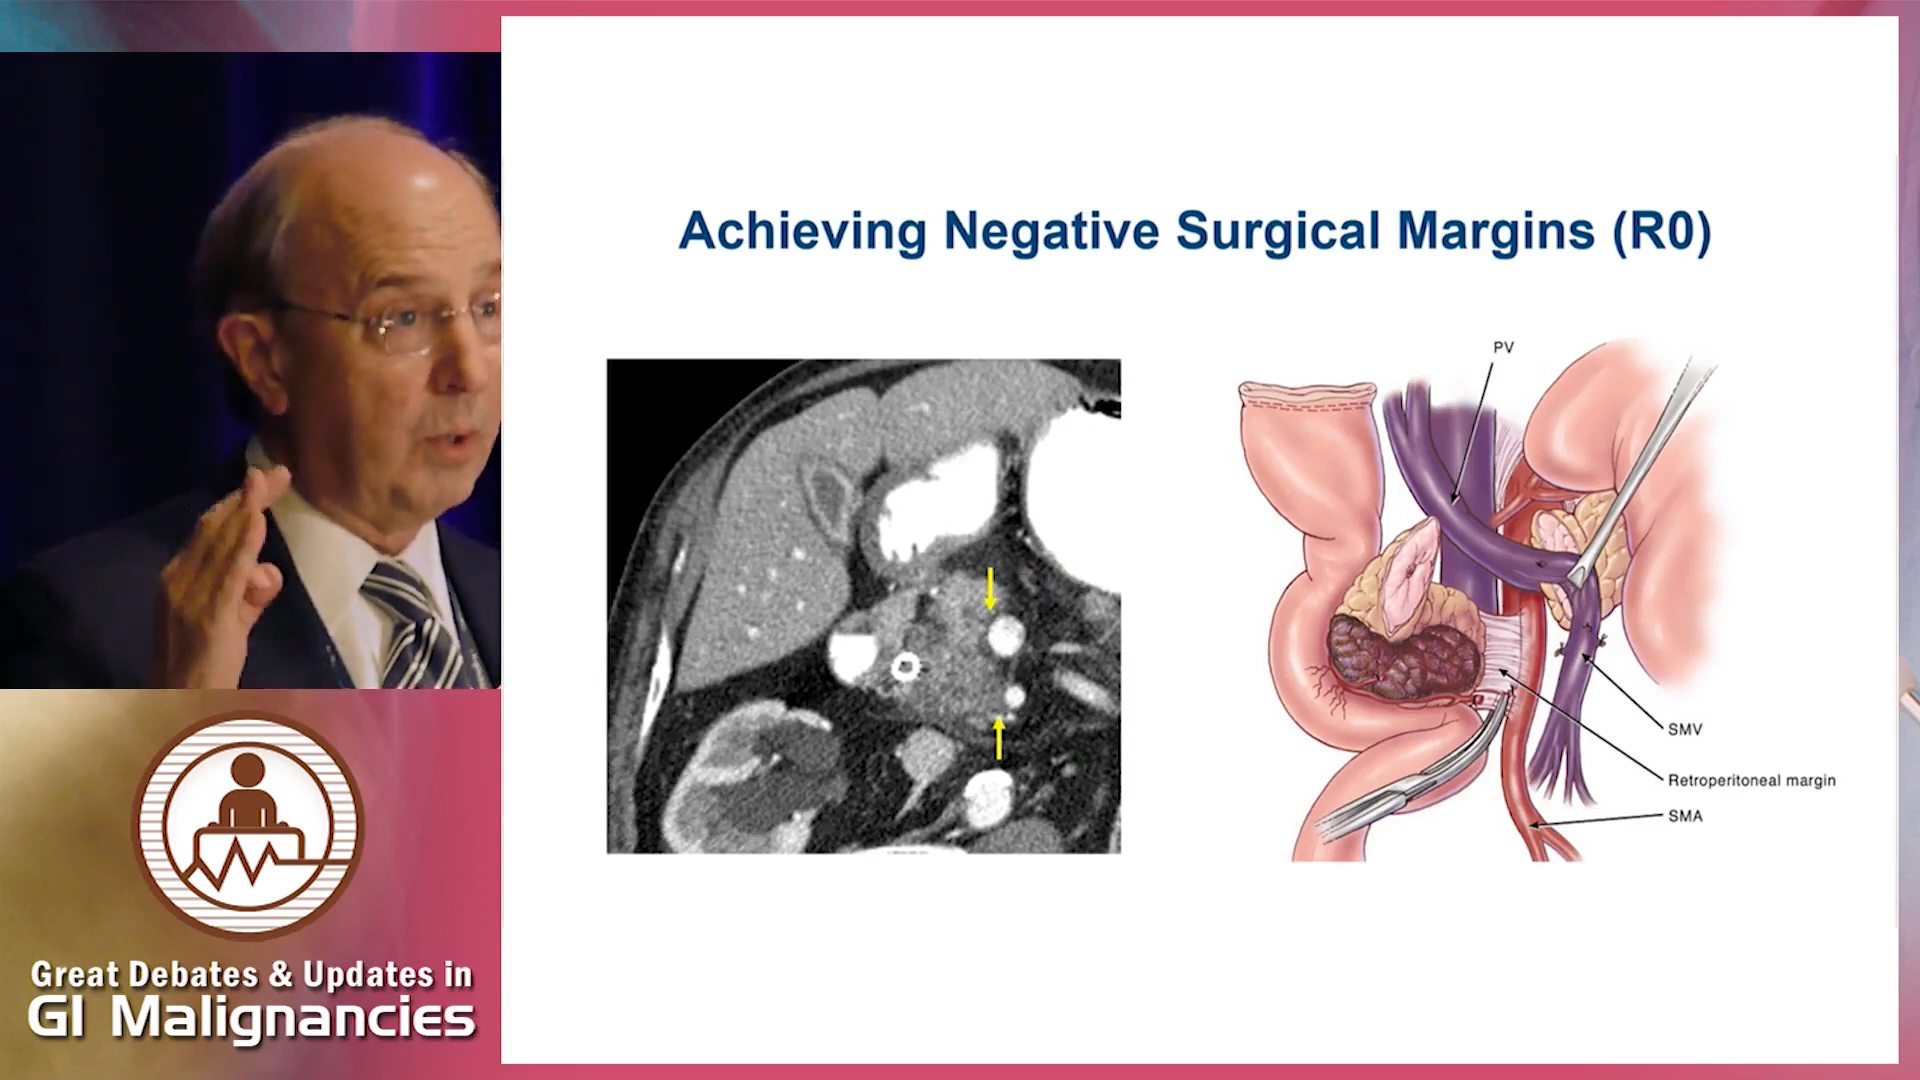 Achieving Negative Surgical Margins (R0)
PV
SMV
Retroperitoneal margin
SMA
Great Debates & Updates in
GI Malignancies